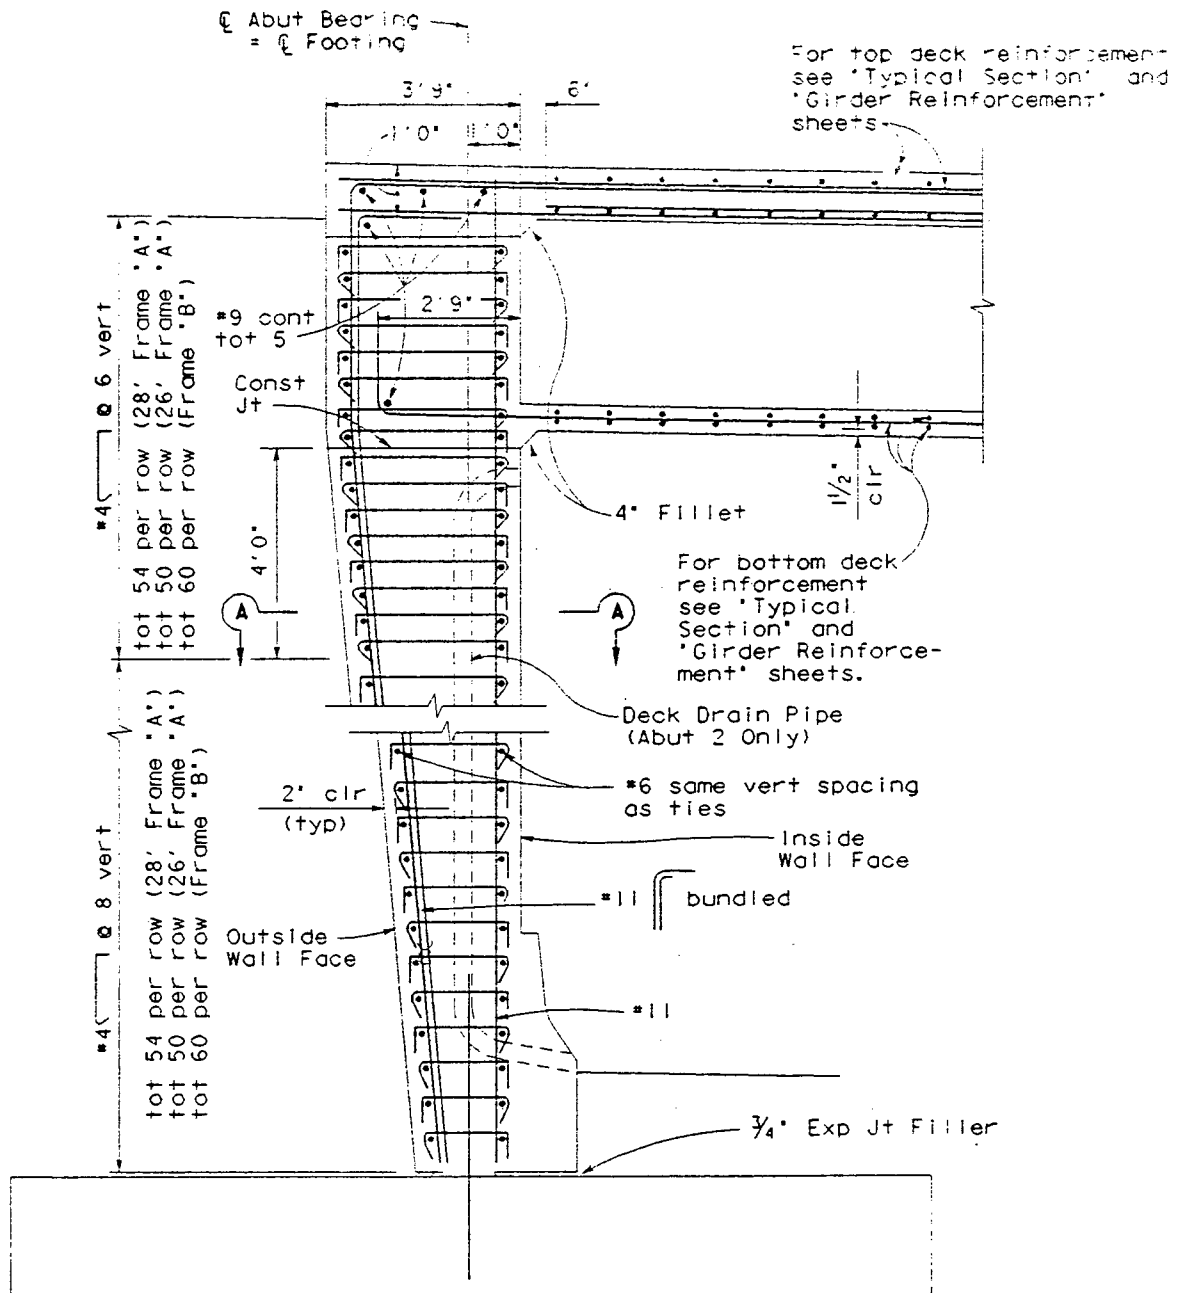 ℄ Abut Bearing
= ℄ Footing
For top deck reinforcement
see "Typical Section" and
"Girder Reinforcement"
sheets
3'9"
6"
1'0"
1'0"
#9 cont
tot 5
2'9"
Const
Jt
4'0"
4" Fillet
1½"
clr
For bottom deck
reinforcement
see "Typical
Section" and
"Girder Reinforce-
ment" sheets.
A
A
#4 @ 6 vert
tot 54 per row (28' Frame "A")
tot 50 per row (26' Frame "A")
tot 60 per row (Frame "B")
Deck Drain Pipe
(Abut 2 Only)
#6 same vert spacing
as ties
2" clr
(typ)
Inside
Wall Face
#11 bundled
Outside
Wall Face
#4 @ 8 vert
tot 54 per row (28' Frame "A")
tot 50 per row (26' Frame "A")
tot 60 per row (Frame "B")
#11
¾" Exp Jt Filler